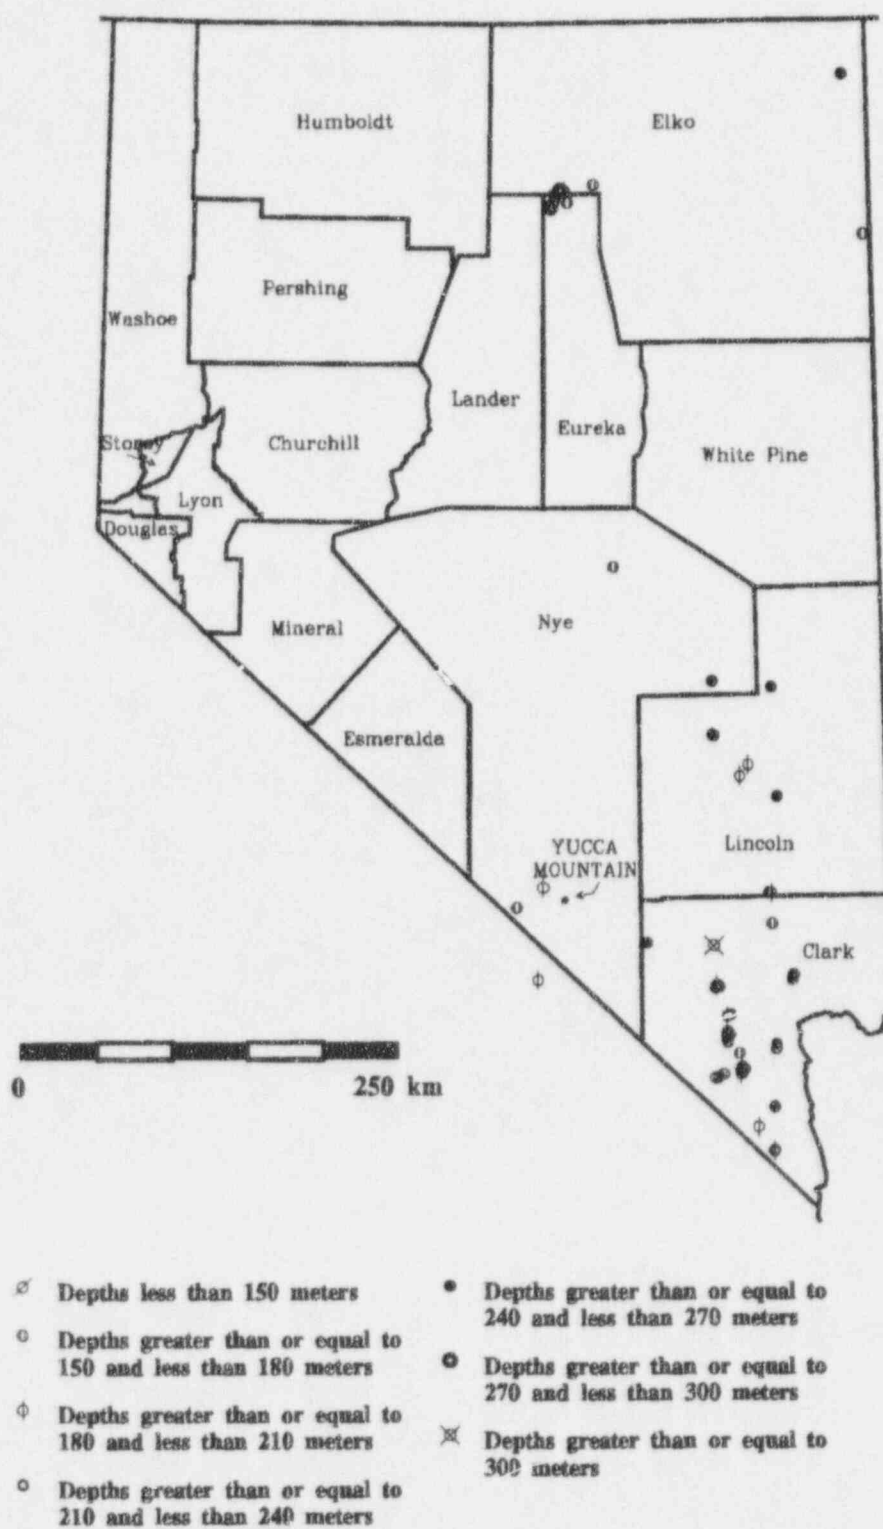 Humboldt
Elko
Pershing
Washoe
Lander
Eureka
Storey
Churchill
White Pine
Lyon
Douglas
Mineral
Nye
Esmeralda
YUCCA
MOUNTAIN
Lincoln
Clark
0
250 km
Depths less than 150 meters
Depths greater than or equal to
150 and less than 180 meters
Depths greater than or equal to
180 and less than 210 meters
Depths greater than or equal to
210 and less than 240 meters
Depths greater than or equal to
240 and less than 270 meters
Depths greater than or equal to
270 and less than 300 meters
Depths greater than or equal to
300 meters